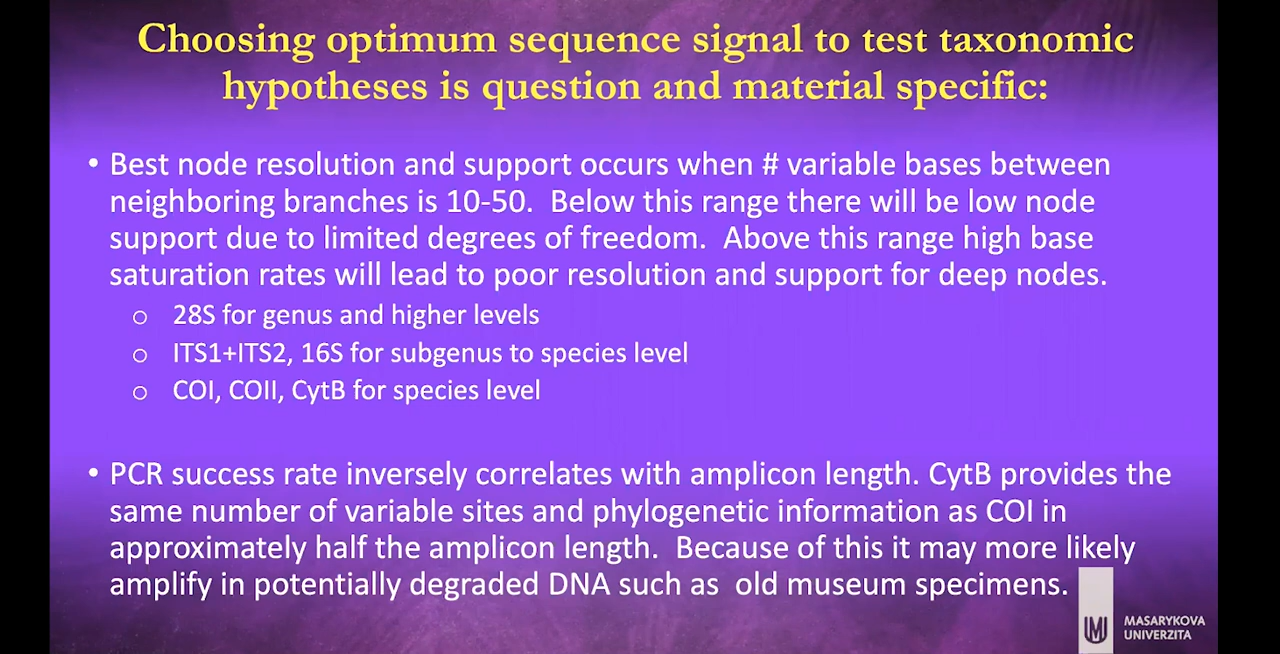 Choosing optimum sequence signal to test taxonomic
hypotheses is question and material specific:
• Best node resolution and support occurs when # variable bases between
neighboring branches is 10-50.  Below this range there will be low node
support due to limited degrees of freedom.  Above this range high base
saturation rates will lead to poor resolution and support for deep nodes.
o 28S for genus and higher levels
o ITS1+ITS2, 16S for subgenus to species level
o COI, COII, CytB for species level
• PCR success rate inversely correlates with amplicon length. CytB provides the
same number of variable sites and phylogenetic information as COI in
approximately half the amplicon length.  Because of this it may more likely
amplify in potentially degraded DNA such as  old museum specimens.
MUNI
MASARYKOVA
UNIVERZITA